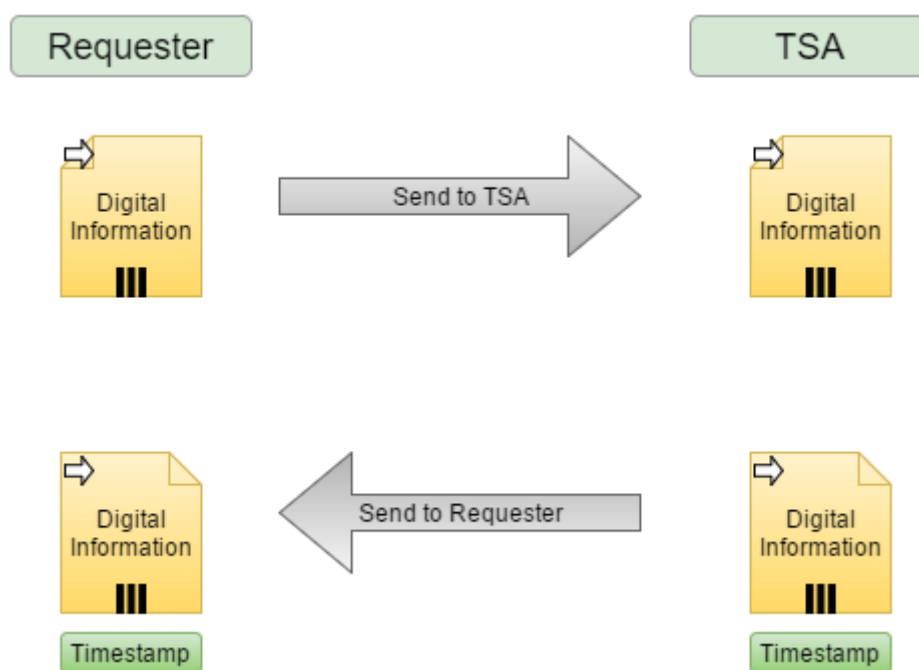 Requester
TSA
Digital
Information
Send to TSA
Digital
Information
Digital
Information
Send to Requester
Digital
Information
Timestamp
Timestamp